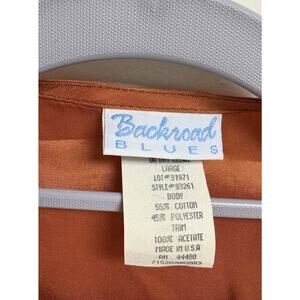 Backroad
BLUES
LARGE
LOT#31971
STYLE#93261
BODY
55% COTTON
45% POLYESTER
TRIM
100% ACETATE
MADE IN U.S.A
RN 44480